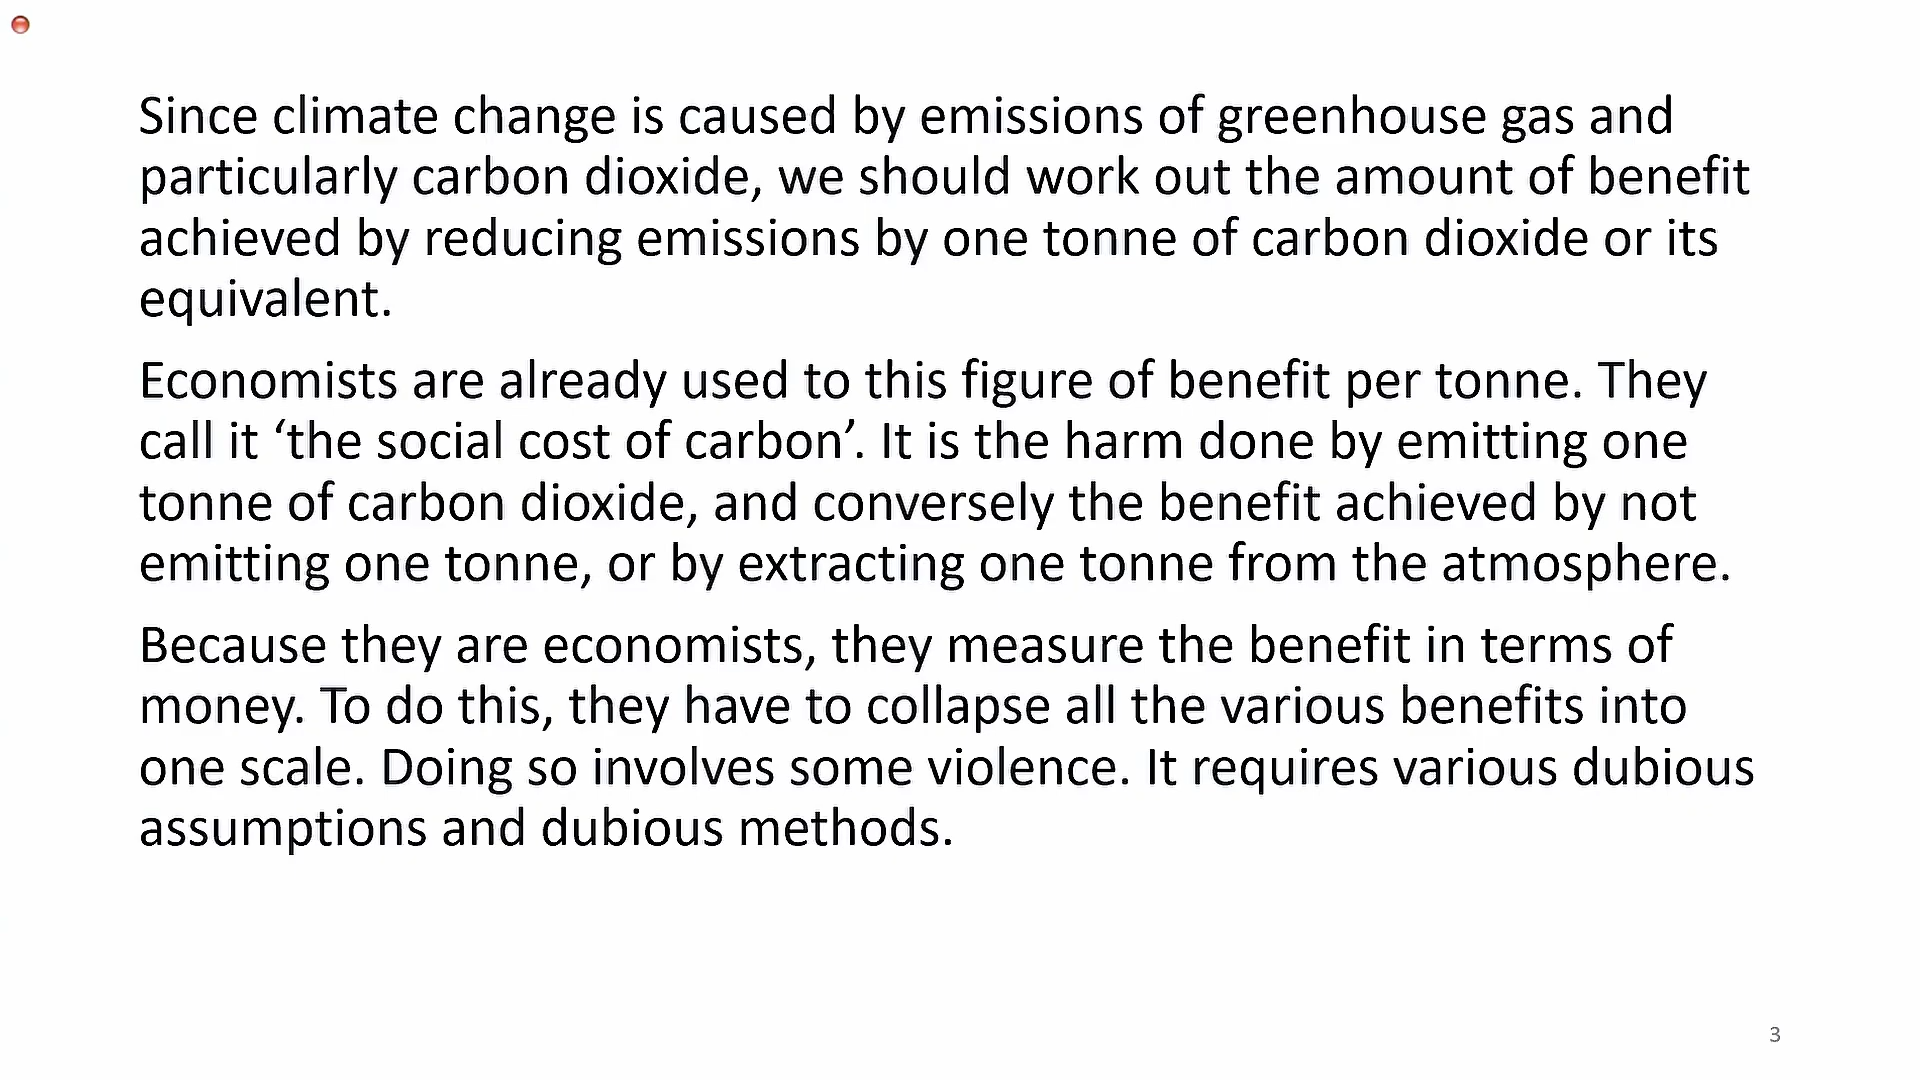 Since climate change is caused by emissions of greenhouse gas and
particularly carbon dioxide, we should work out the amount of benefit
achieved by reducing emissions by one tonne of carbon dioxide or its
equivalent.
Economists are already used to this figure of benefit per tonne. They
call it ‘the social cost of carbon’. It is the harm done by emitting one
tonne of carbon dioxide, and conversely the benefit achieved by not
emitting one tonne, or by extracting one tonne from the atmosphere.
Because they are economists, they measure the benefit in terms of
money. To do this, they have to collapse all the various benefits into
one scale. Doing so involves some violence. It requires various dubious
assumptions and dubious methods.
3